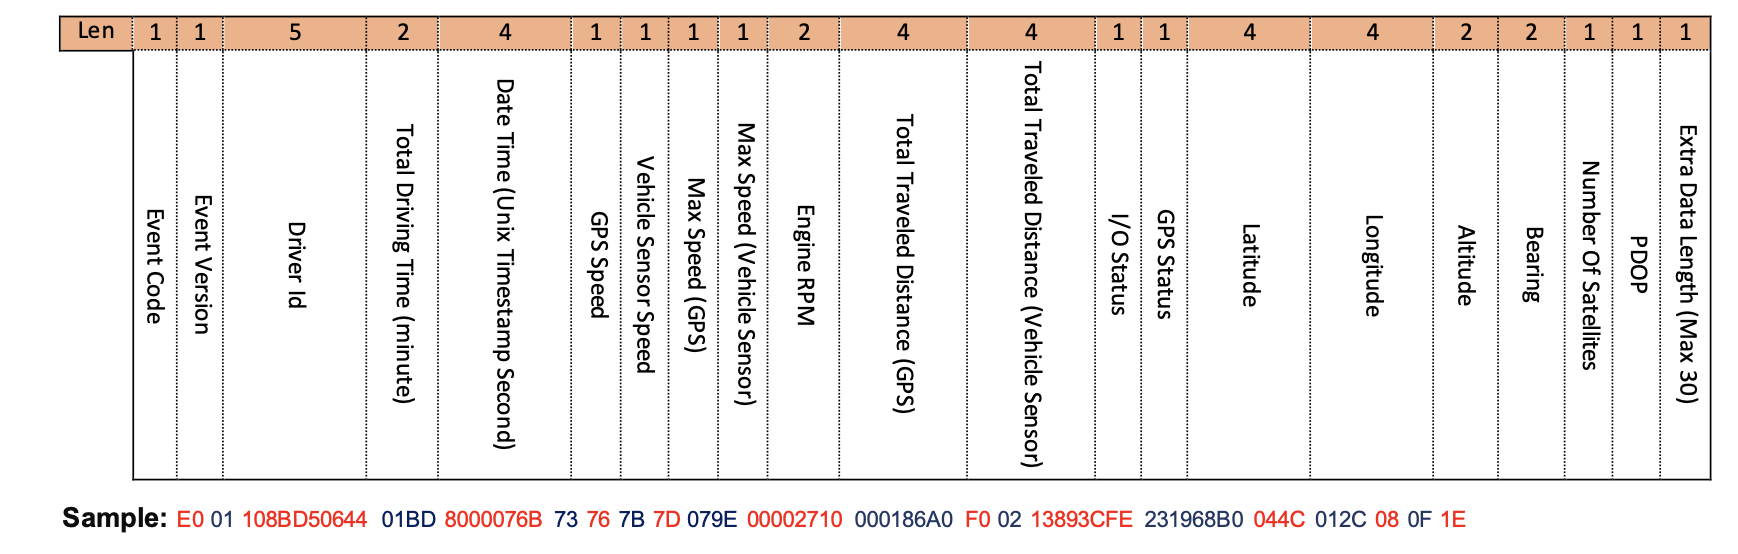 Len 1 1 5 2 4 1 1 1 1 2 4 4 1 1 4 4 2 2 1 1 1
Event Code
Event Version
Driver Id
Total Driving Time (minute)
Date Time (Unix Timestamp Second)
GPS Speed
Vehicle Sensor Speed
Max Speed (GPS)
Max Speed (Vehicle Sensor)
Engine RPM
Total Traveled Distance (GPS)
Total Traveled Distance (Vehicle Sensor)
I/O Status
GPS Status
Latitude
Longitude
Altitude
Bearing
Number Of Satellites
PDOP
Extra Data Length (Max 30)
Sample: E0 01 108BD50644 01BD 8000076B 73 76 7B 7D 079E 00002710 000186A0 F0 02 13893CFE 231968B0 044C 012C 08 0F 1E